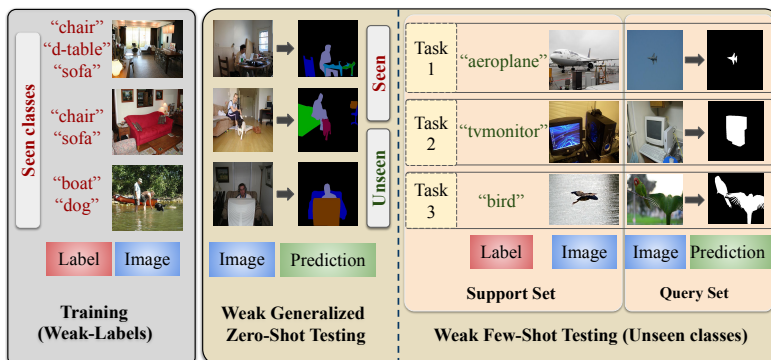 Seen classes
“chair”
“d-table”
“sofa”
“chair”
“sofa”
“boat”
“dog”
Label
Image
Training
(Weak-Labels)
Seen
Unseen
Image
Prediction
Weak Generalized
Zero-Shot Testing
Task
1
“aeroplane”
Task
2
“tvmonitor”
Task
3
“bird”
Label
Image
Image
Prediction
Support Set
Query Set
Weak Few-Shot Testing (Unseen classes)